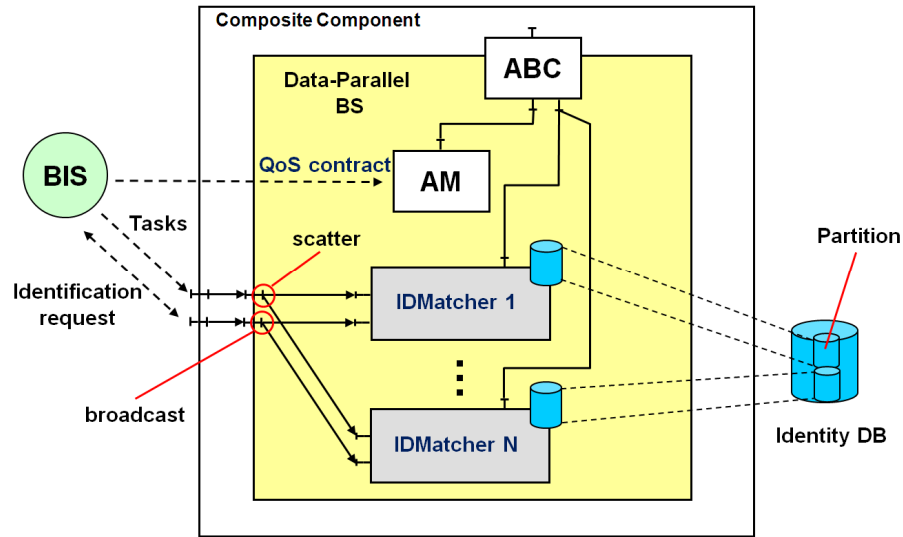 Composite Component
ABC
Data-Parallel
BS
QoS contract
AM
BIS
Tasks
scatter
Partition
Identification
request
IDMatcher 1
broadcast
IDMatcher N
Identity DB